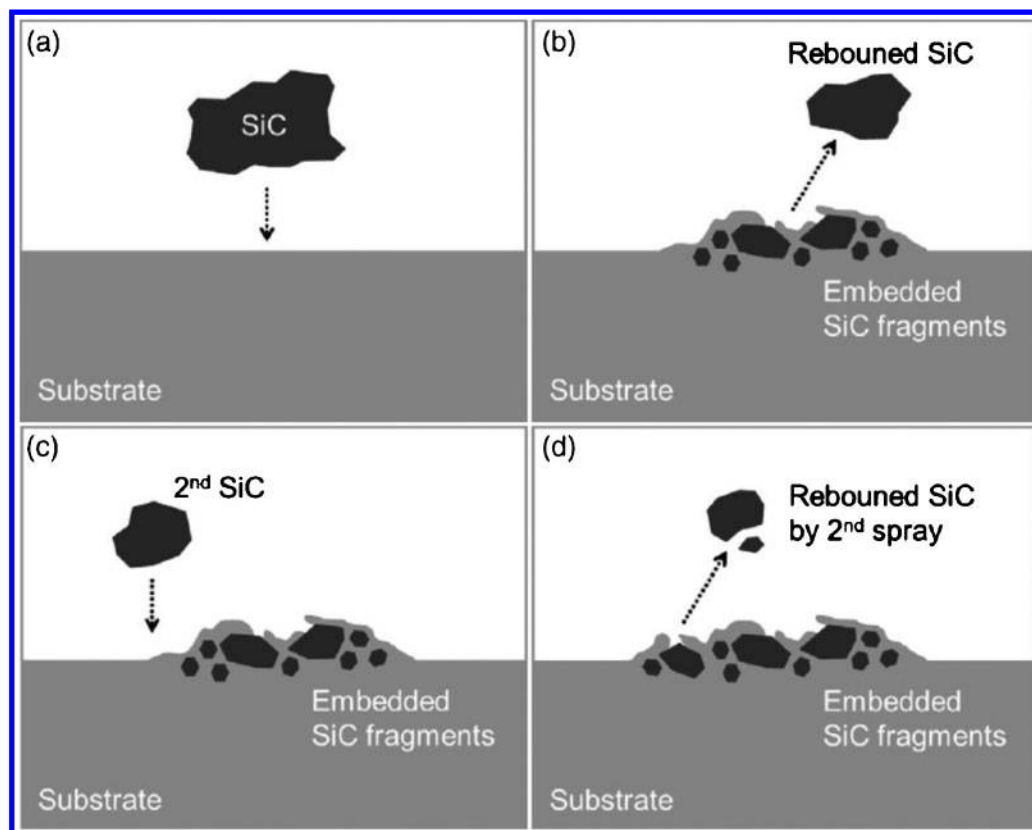 (a)
SiC
Substrate
(b)
Rebouned SiC
Embedded
SiC fragments
Substrate
(c)
2nd SiC
Embedded
SiC fragments
Substrate
(d)
Rebouned SiC
by 2nd spray
Embedded
SiC fragments
Substrate